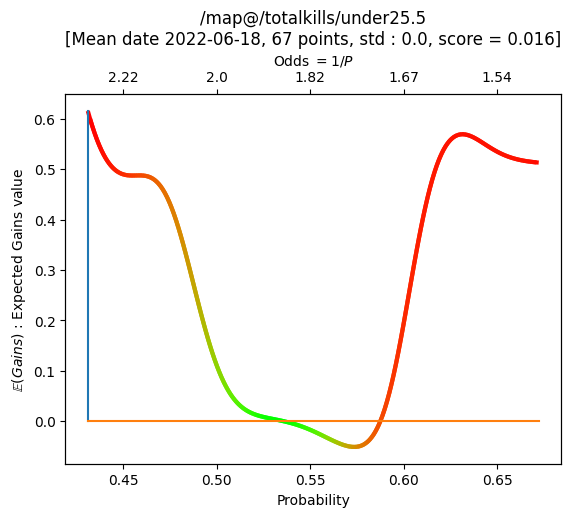 /map@/totalkills/under25.5
[Mean date 2022-06-18, 67 points, std : 0.0, score = 0.016]
Odds = 1/P
2.22 2.0 1.82 1.67 1.54
0.6
0.5
0.4
0.3
0.2
0.1
0.0
𝔼(Gains) : Expected Gains value
0.45 0.50 0.55 0.60 0.65
Probability